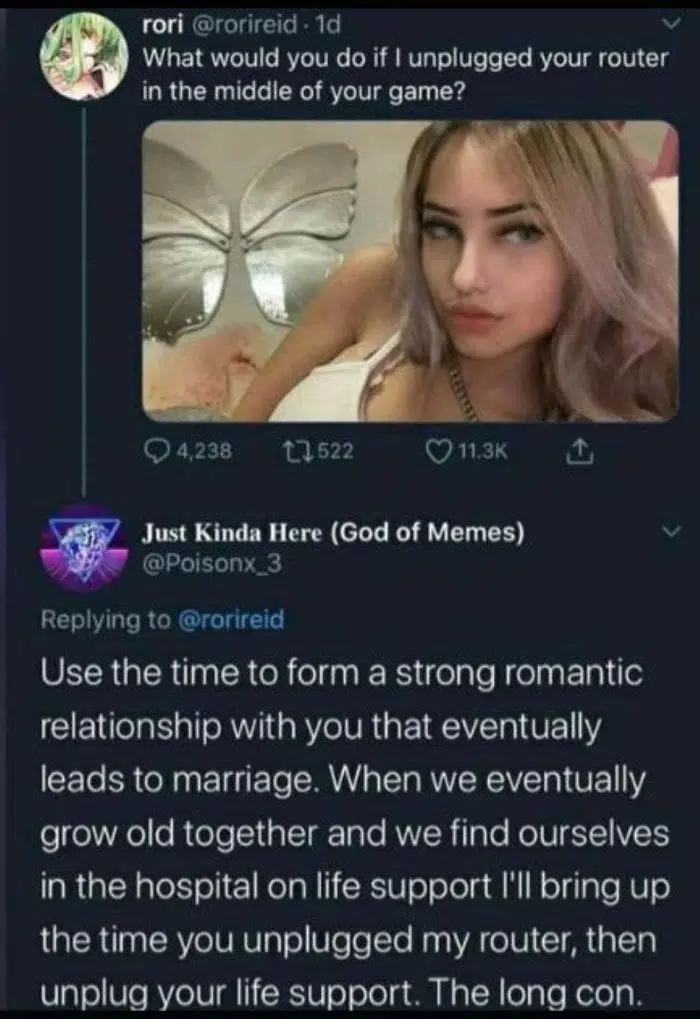 rori @rorireid · 1d
What would you do if I unplugged your router
in the middle of your game?
4,238 522 11.3K
Just Kinda Here (God of Memes)
@Poisonx_3
Replying to @rorireid
Use the time to form a strong romantic
relationship with you that eventually
leads to marriage. When we eventually
grow old together and we find ourselves
in the hospital on life support I'll bring up
the time you unplugged my router, then
unplug your life support. The long con.